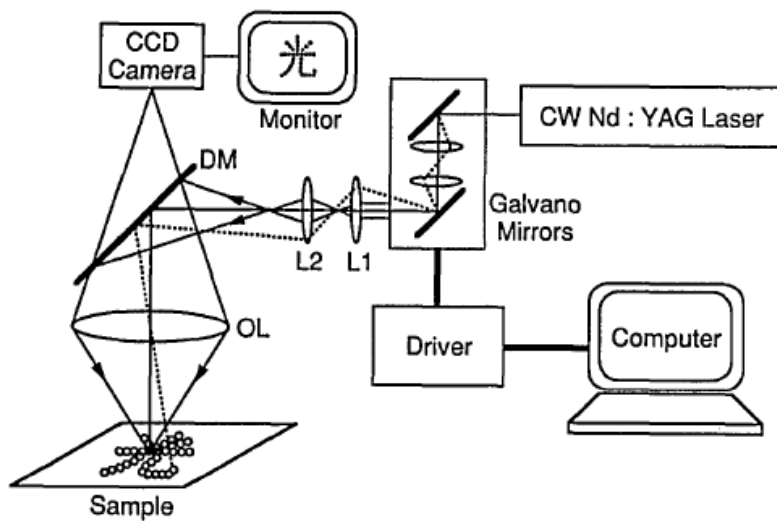 CCD
Camera
光
Monitor
CW Nd : YAG Laser
DM
Galvano
Mirrors
L2
L1
OL
Driver
Computer
Sample